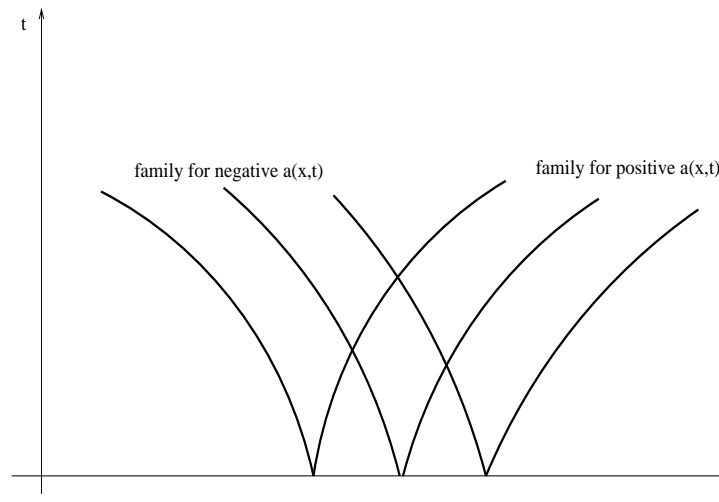 t
family for negative a(x,t)
family for positive a(x,t)